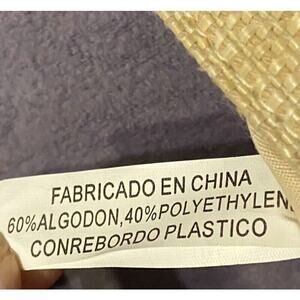 FABRICADO EN CHINA
60%ALGODON,40%POLYETHYLEN
CONREBORDO PLASTICO